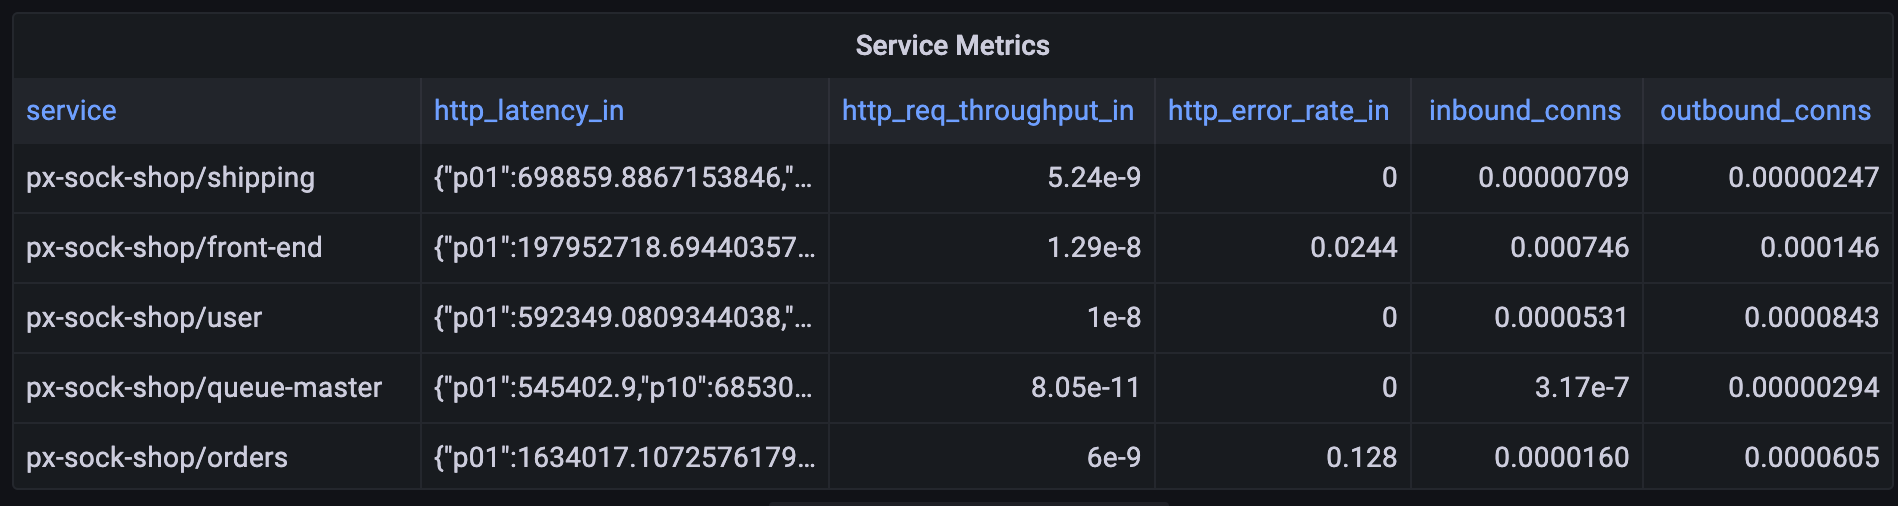 Service Metrics
service http_latency_in http_req_throughput_in http_error_rate_in inbound_conns outbound_conns
px-sock-shop/shipping {"p01":698859.8867153846,"... 5.24e-9 0 0.00000709 0.00000247
px-sock-shop/front-end {"p01":197952718.69440357... 1.29e-8 0.0244 0.000746 0.000146
px-sock-shop/user {"p01":592349.0809344038,"... 1e-8 0 0.0000531 0.0000843
px-sock-shop/queue-master {"p01":545402.9,"p10":68530... 8.05e-11 0 3.17e-7 0.00000294
px-sock-shop/orders {"p01":1634017.1072576179... 6e-9 0.128 0.0000160 0.0000605